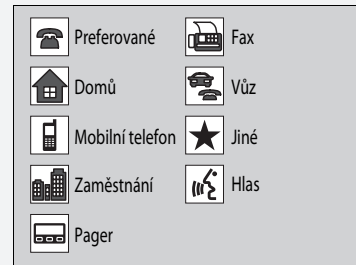 Preferované
Fax
Domů
Vůz
Mobilní telefon
Jiné
Zaměstnání
Hlas
Pager